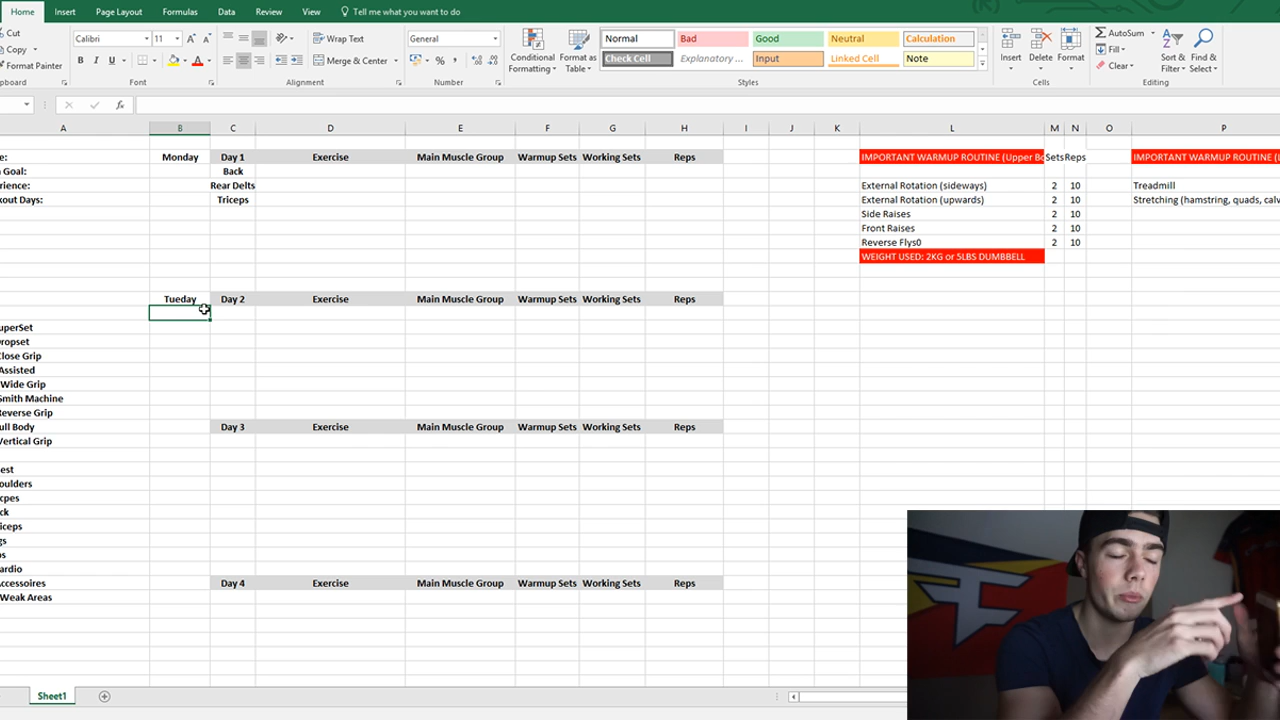 Home Insert Page Layout Formulas Data Review View Tell me what you want to do
Cut
Copy
Format Painter
Calibri 11
B I U
Wrap Text
Merge & Center
General
% ,
Conditional Formatting
Format as Table
Normal Bad Good Neutral Calculation
Check Cell Explanatory ... Input Linked Cell Note
Insert Delete Format
AutoSum
Fill
Clear
Sort & Filter
Find & Select
Font Alignment Number Styles Cells Editing
fx
A B C D E F G H I J K L M N O P
Monday Day 1 Exercise Main Muscle Group Warmup Sets Working Sets Reps
IMPORTANT WARMUP ROUTINE (Upper Bo Sets Reps
IMPORTANT WARMUP ROUTINE (L
Goal: Back
Rear Delts
External Rotation (sideways) 2 10 Treadmill
Days: Triceps
External Rotation (upwards) 2 10 Stretching (hamstring, quads, calv
Side Raises 2 10
Front Raises 2 10
Reverse Flys0 2 10
WEIGHT USED: 2KG or 5LBS DUMBBELL
Tueday Day 2 Exercise Main Muscle Group Warmup Sets Working Sets Reps
uperSet
ropset
Close Grip
Assisted
Wide Grip
Smith Machine
Reverse Grip
ull Body Day 3 Exercise Main Muscle Group Warmup Sets Working Sets Reps
Vertical Grip
est
oulders
cpes
ck
iceps
gs
os
ardio
Accessoires Day 4 Exercise Main Muscle Group Warmup Sets Working Sets Reps
Weak Areas
Sheet1